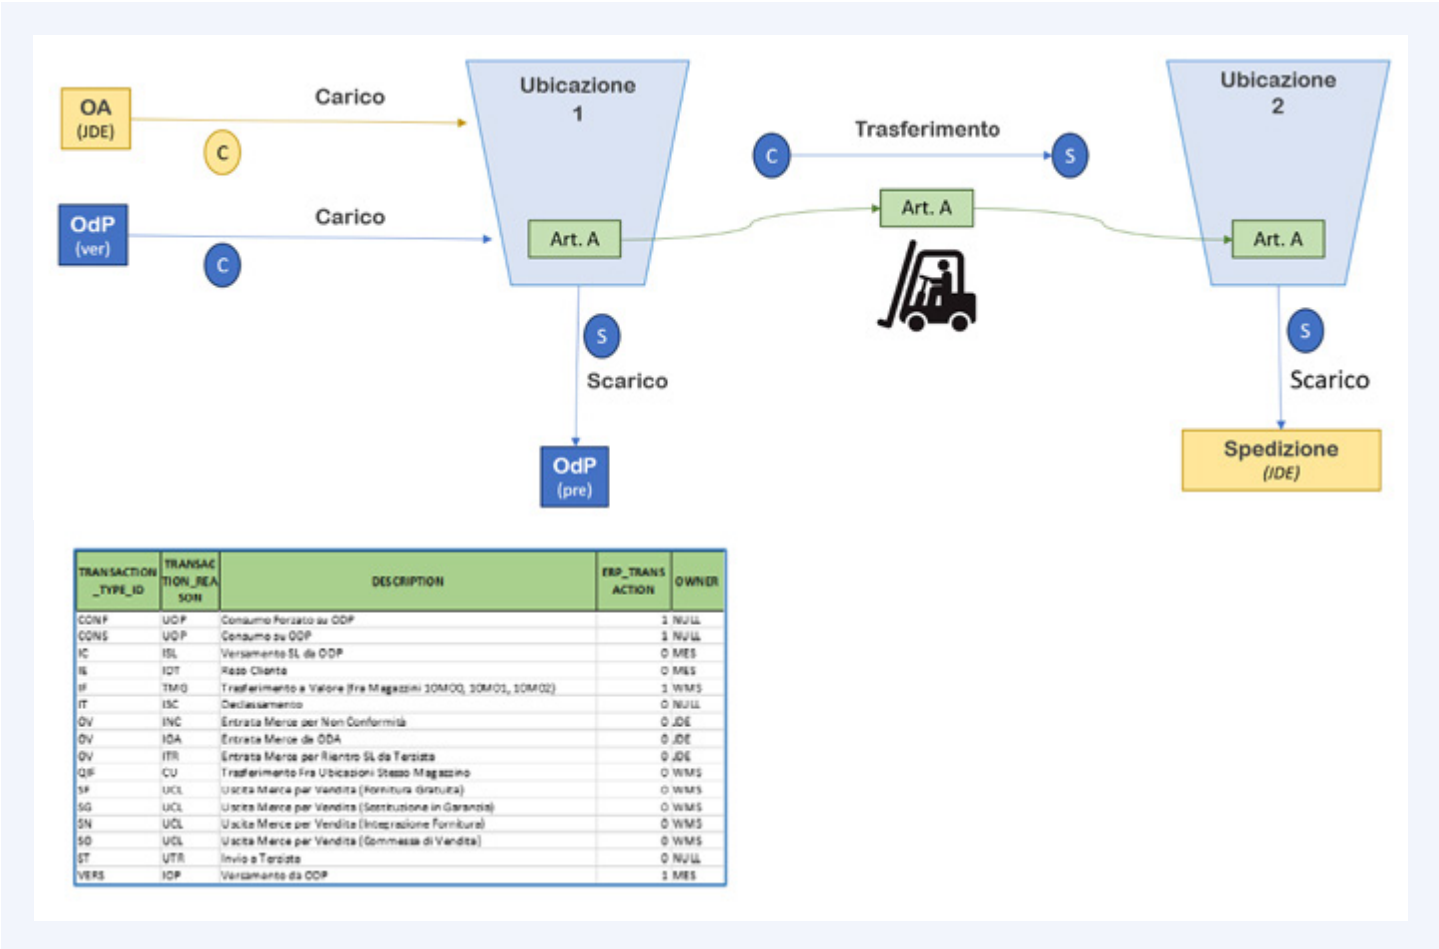 OA
(JDE)
Carico
C
OdP
(ver)
Carico
C
Ubicazione
1
Art. A
S
Scarico
OdP
(pre)
Trasferimento
C
S
Art. A
Ubicazione
2
Art. A
S
Scarico
Spedizione
(JDE)
TRANSACTION_TYPE_ID TRANSACTION_REASON DESCRIPTION ERP_TRANSACTION OWNER
CONF UOP Consumo Forzato su ODP 1 NULL
CONS UOP Consumo su ODP 1 NULL
IC ISL Versamento SL da ODP 0 MES
IE IDT Reso Cliente 0 MES
IF TMG Trasferimento a Valore (fra Magazzini 10M00, 10M01, 10M02) 1 WMS
IT ISC Declassamento 0 NULL
OV INC Entrata Merce per Non Conformità 0 JDE
OV IOA Entrata Merce da ODA 0 JDE
OV ITR Entrata Merce per Rientro SL da Terzista 0 JDE
QIF CU Trasferimento Fra Ubicazioni Stesso Magazzino 0 WMS
SF UCL Uscita Merce per Vendita (Fornitura Gratuita) 0 WMS
SG UCL Uscita Merce per Vendita (Sostituzione in Garanzia) 0 WMS
SN UCL Uscita Merce per Vendita (Integrazione Fornitura) 0 WMS
SO UCL Uscita Merce per Vendita (Commessa di Vendita) 0 WMS
ST UTR Invio a Terzista 0 NULL
VERS IOP Versamento da ODP 1 MES